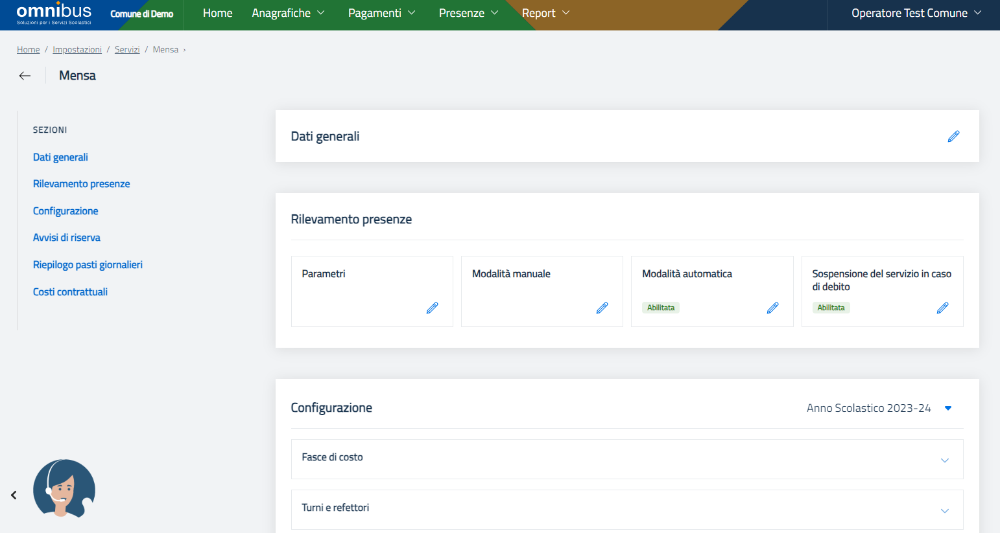 omnibus
Soluzioni per i Servizi Scolastici
Comune di Demo
Home
Anagrafiche
Pagamenti
Presenze
Report
Operatore Test Comune
Home / Impostazioni / Servizi / Mensa ›
Mensa
SEZIONI
Dati generali
Rilevamento presenze
Configurazione
Avvisi di riserva
Riepilogo pasti giornalieri
Costi contrattuali
Dati generali
Rilevamento presenze
Parametri
Modalità manuale
Modalità automatica
Abilitata
Sospensione del servizio in caso
di debito
Abilitata
Configurazione
Anno Scolastico 2023-24
Fasce di costo
Turni e refettori